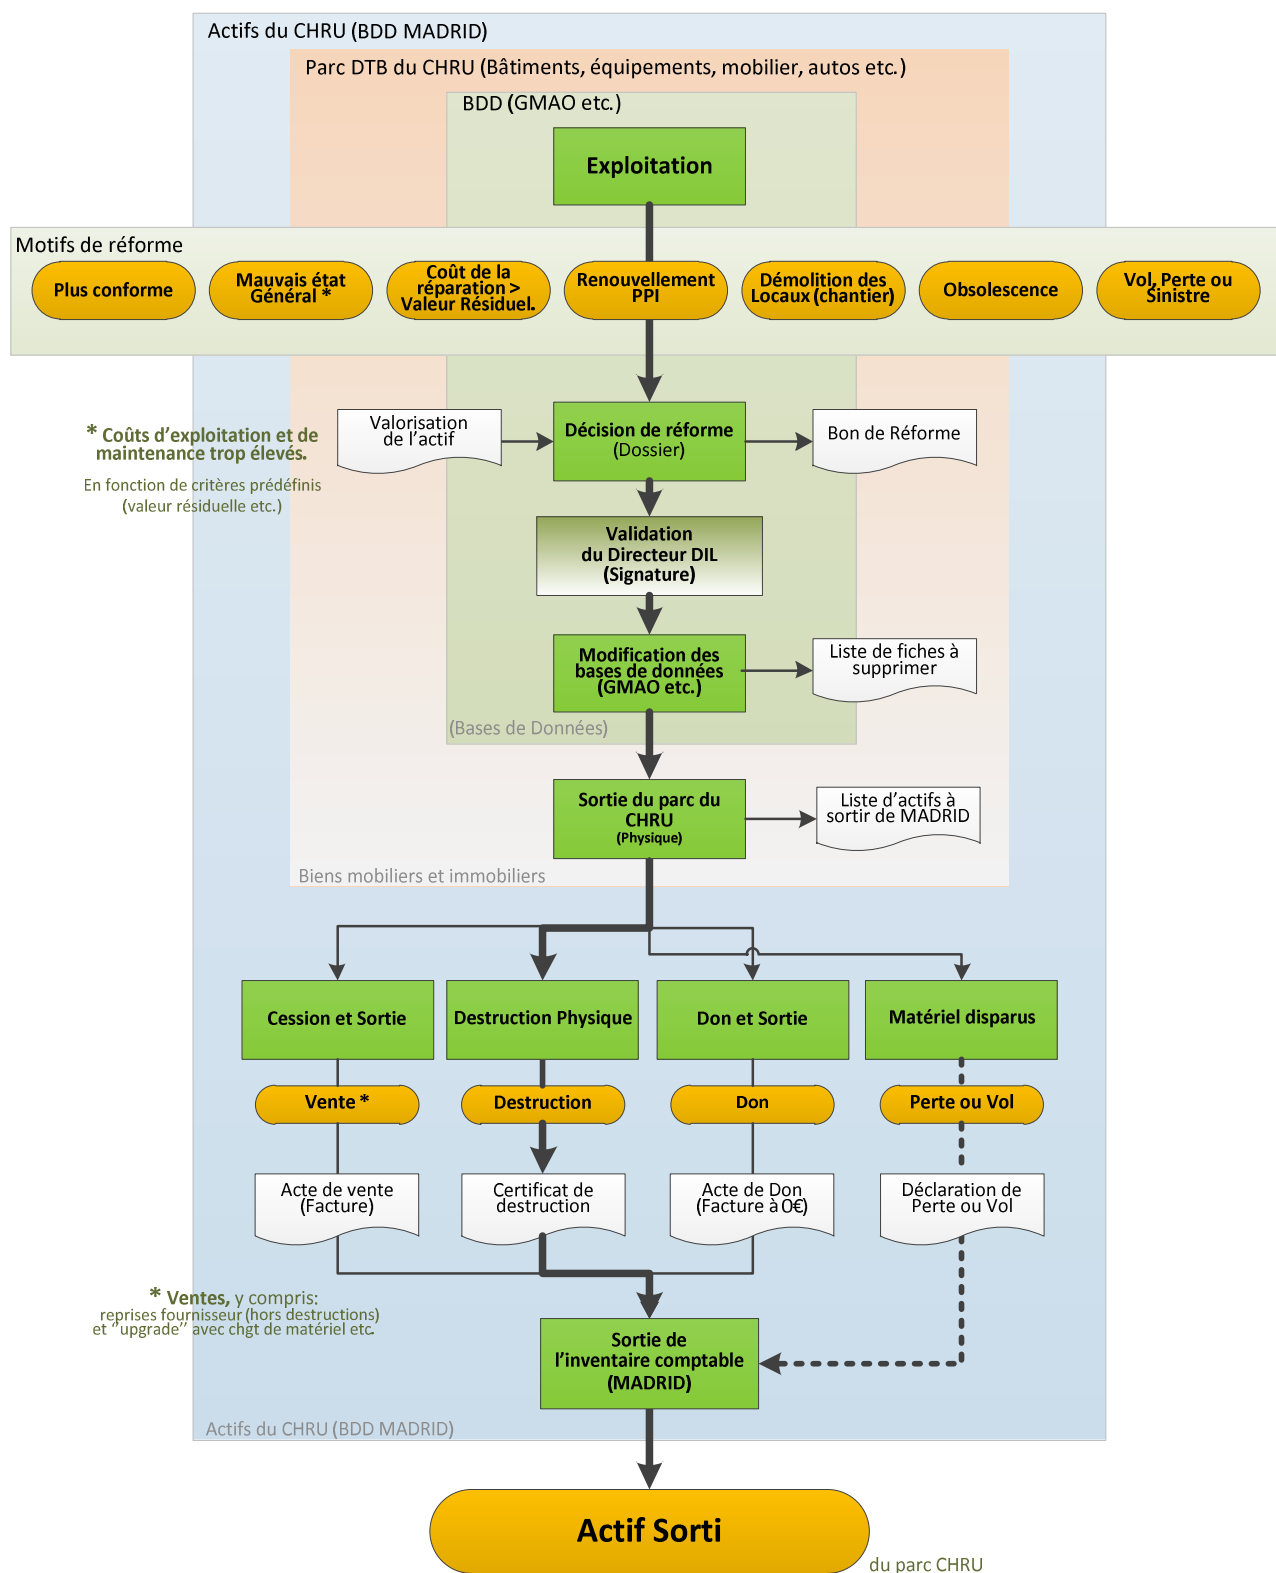 Actifs du CHRU (BDD MADRID)
Parc DTB du CHRU (Bâtiments, équipements, mobilier, autos etc.)
BDD (GMAO etc.)
Exploitation
Motifs de réforme
Plus conforme
Mauvais état
Général *
Coût de la
réparation >
Valeur Résiduel.
Renouvellement
PPI
Démolition des
Locaux (chantier)
Obsolescence
Vol, Perte ou
Sinistre
* Coûts d'exploitation et de
maintenance trop élevés.
En fonction de critères prédéfinis
(valeur résiduelle etc.)
Valorisation
de l'actif
Décision de réforme
(Dossier)
Bon de Réforme
Validation
du Directeur DIL
(Signature)
Modification des
bases de données
(GMAO etc.)
Liste de fiches à
supprimer
(Bases de Données)
Sortie du parc du
CHRU
(Physique)
Liste d'actifs à
sortir de MADRID
Biens mobiliers et immobiliers
Cession et Sortie
Destruction Physique
Don et Sortie
Matériel disparus
Vente *
Destruction
Don
Perte ou Vol
Acte de vente
(Facture)
Certificat de
destruction
Acte de Don
(Facture à 0€)
Déclaration de
Perte ou Vol
* Ventes, y compris:
reprises fournisseur (hors destructions)
et "upgrade" avec chgt de matériel etc.
Sortie de
l'inventaire comptable
(MADRID)
Actifs du CHRU (BDD MADRID)
Actif Sorti
du parc CHRU